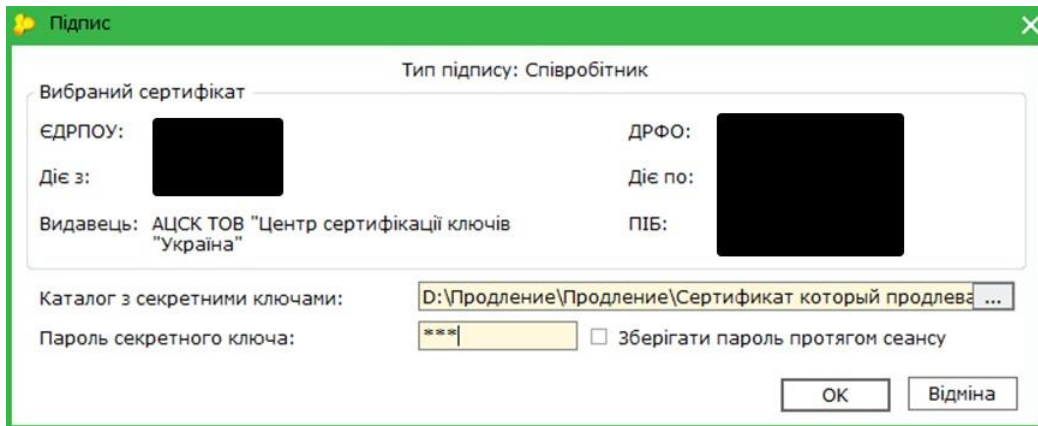 Підпис
Тип підпису: Співробітник
Вибраний сертифікат
ЄДРПОУ:
ДРФО:
Діє з:
Діє по:
Видавець: АЦСК ТОВ "Центр сертифікації ключів
"Україна"
ПІБ:
Каталог з секретними ключами: D:\Продление\Продление\Сертификат который продлева ...
Пароль секретного ключа: *** Зберігати пароль протягом сеансу
OK Відміна